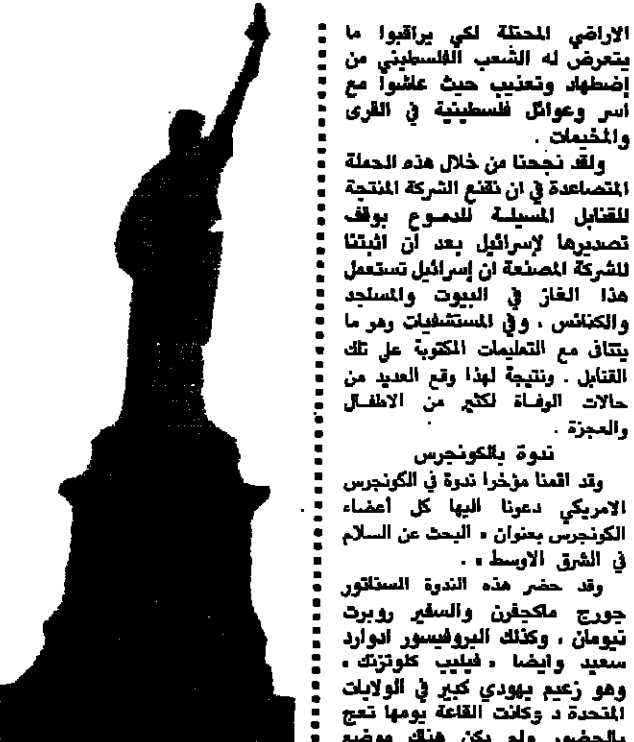 الاراضي المحتلة لكي يراقبوا ما
يتعرض له الشعب الفلسطيني من
إضطهاد وتعذيب حيث عاشوا مع
أسر وعوائل فلسطينية في القرى
والمخيمات .
ولقد نجحنا من خلال هذه الحملة
المتصاعدة في ان نقنع الشركة المنتجة
للقنابل المسيلة للدموع بوقف
تصديرها لإسرائيل بعد أن اثبتنا
للشركة المصنعة ان إسرائيل تستعمل
هذا الغاز في البيوت والمساجد
والكنائس ، وفي المستشفيات وهو ما
يتنافى مع التعليمات المكتوبة على تلك
القنابل . ونتيجة لهذا وقع العديد من
حالات الوفاة لكثير من الاطفال
والعجزة .
ندوة بالكونجرس
وقد اقمنا مؤخرا ندوة في الكونجرس
الامريكي دعونا اليها كل أعضاء
الكونجرس بعنوان « البحث عن السلام
في الشرق الاوسط » .
وقد حضر هذه الندوة السناتور
جورج ماكجفرن والسفير روبرت
نيومان ، وكذلك البروفيسور ادوارد
سعيد وايضا « فيليب كلوتزنك »
وهو زعيم يهودي كبير في الولايات
المتحدة د وكانت القاعة يومها تعج
بالحضور ولم يكن هناك موضع